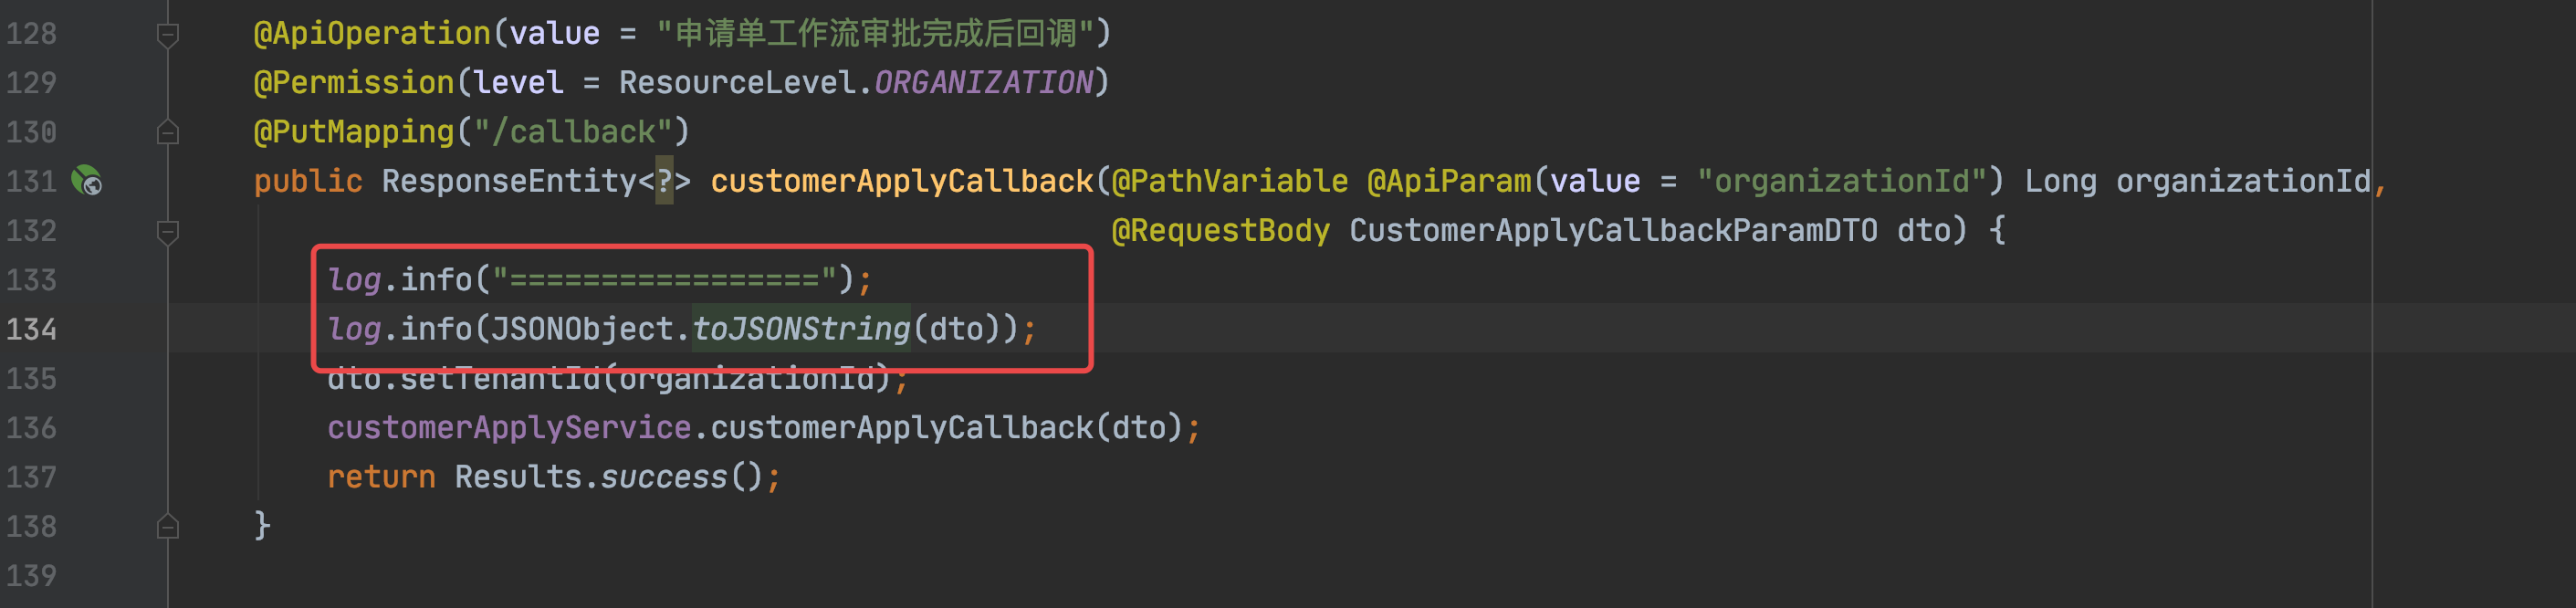 128 @ApiOperation(value = "申请单工作流审批完成后回调")
129 @Permission(level = ResourceLevel.ORGANIZATION)
130 @PutMapping("/callback")
131 public ResponseEntity<?> customerApplyCallback(@PathVariable @ApiParam(value = "organizationId") Long organizationId,
132 @RequestBody CustomerApplyCallbackParamDTO dto) {
133 log.info("=================");
134 log.info(JSONObject.toJSONString(dto));
135 dto.setTenantId(organizationId);
136 customerApplyService.customerApplyCallback(dto);
137 return Results.success();
138 }
139